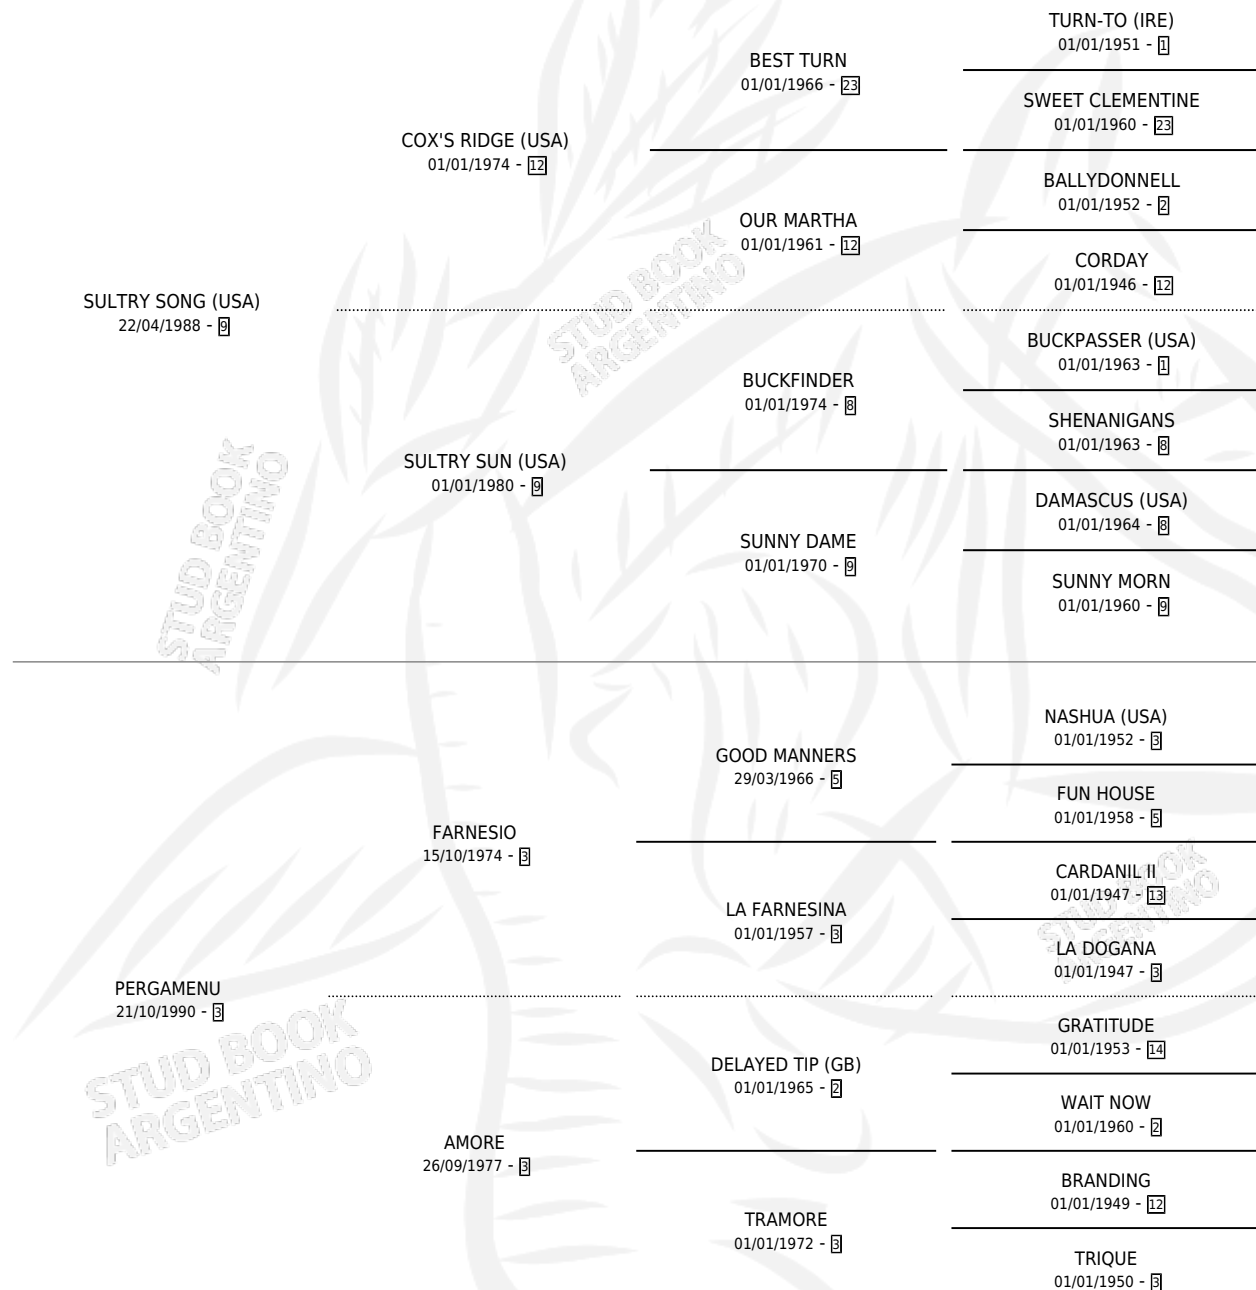 TURN-TO (IRE)
01/01/1951 - 1
BEST TURN
01/01/1966 - 23
SWEET CLEMENTINE
01/01/1960 - 23
COX'S RIDGE (USA)
01/01/1974 - 12
BALLYDONNELL
01/01/1952 - 2
OUR MARTHA
01/01/1961 - 12
CORDAY
01/01/1946 - 12
SULTRY SONG (USA)
22/04/1988 - 9
BUCKPASSER (USA)
01/01/1963 - 1
BUCKFINDER
01/01/1974 - 8
SHENANIGANS
01/01/1963 - 8
SULTRY SUN (USA)
01/01/1980 - 9
DAMASCUS (USA)
01/01/1964 - 8
SUNNY DAME
01/01/1970 - 9
SUNNY MORN
01/01/1960 - 9
NASHUA (USA)
01/01/1952 - 3
GOOD MANNERS
29/03/1966 - 5
FUN HOUSE
01/01/1958 - 5
FARNESIO
15/10/1974 - 3
CARDANIL II
01/01/1947 - 13
LA FARNESINA
01/01/1957 - 3
LA DOGANA
01/01/1947 - 3
PERGAMENU
21/10/1990 - 3
GRATITUDE
01/01/1953 - 14
DELAYED TIP (GB)
01/01/1965 - 2
WAIT NOW
01/01/1960 - 2
AMORE
26/09/1977 - 3
BRANDING
01/01/1949 - 12
TRAMORE
01/01/1972 - 3
TRIQUE
01/01/1950 - 3
STUD BOOK
ARGENTINO
STUD BOOK
ARGENTINO
STUD BOOK
ARGENTINO
STUD BOOK
ARGENTINO